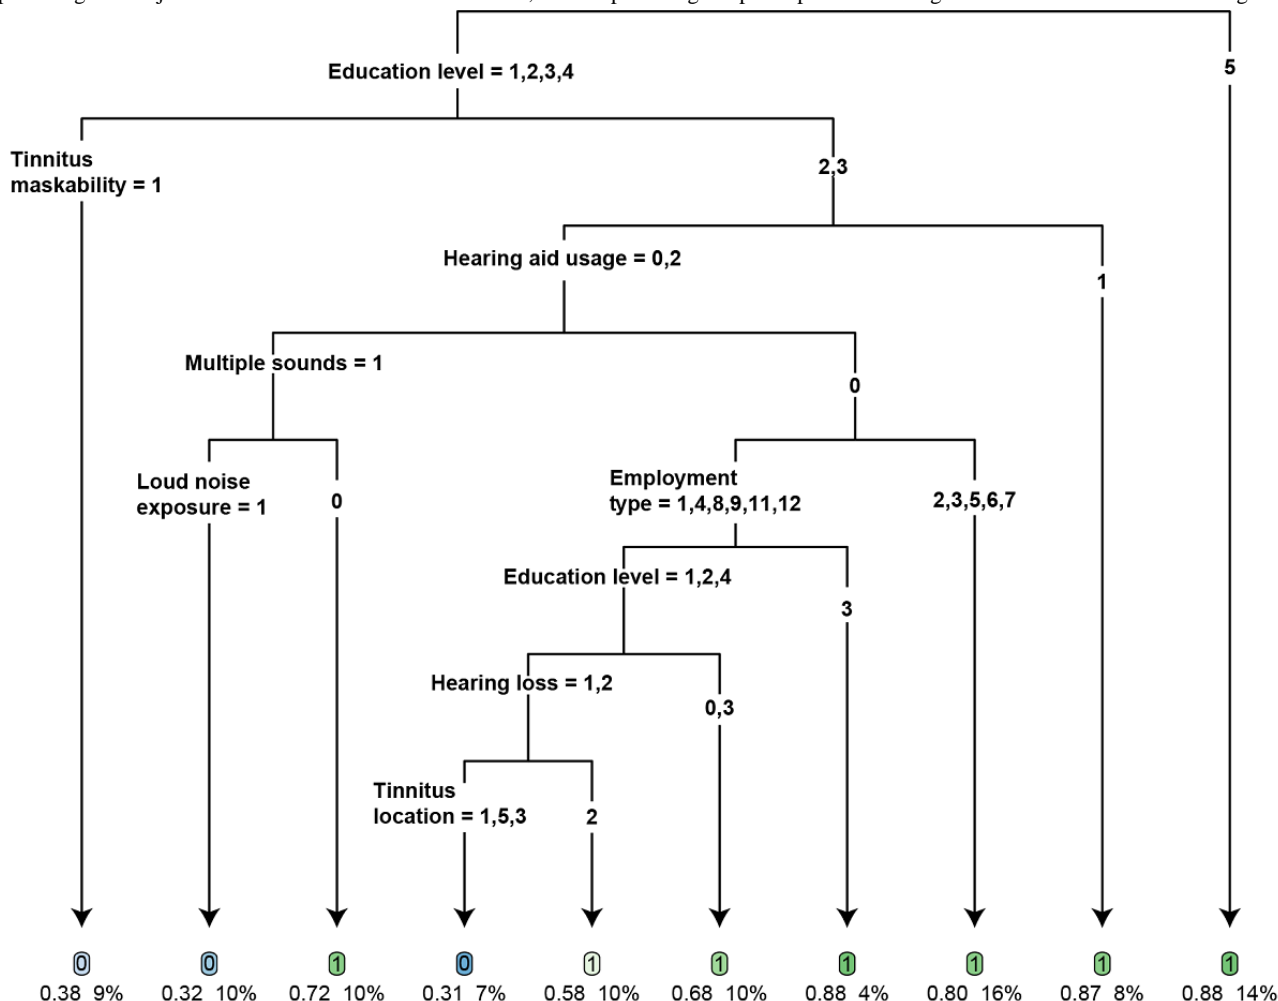 Education level = 1,2,3,4
5
Tinnitus
maskability = 1
2,3
Hearing aid usage = 0,2
1
Multiple sounds = 1
0
Loud noise
exposure = 1
0
Employment
type = 1,4,8,9,11,12
2,3,5,6,7
Education level = 1,2,4
3
Hearing loss = 1,2
0,3
Tinnitus
location = 1,5,3
2
0 0 1 0 1 1 1 1 1 1
0.38 9% 0.32 10% 0.72 10% 0.31 7% 0.58 10% 0.68 10% 0.88 4% 0.80 16% 0.87 8% 0.88 14%